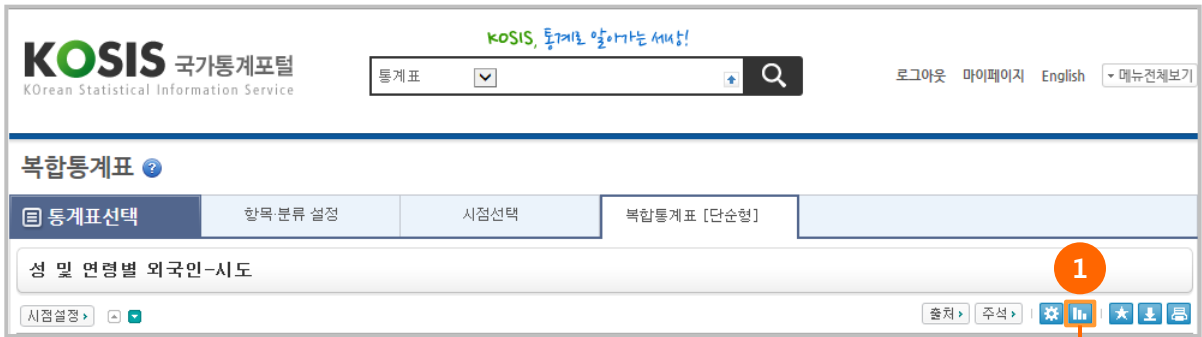 KOSIS, 통계로 알아가는 세상!
KOSIS 국가통계포털
KOrean Statistical Information Service
통계표
로그아웃 마이페이지 English 메뉴전체보기
복합통계표 ?
통계표선택 항목·분류 설정 시점선택 복합통계표 [단순형]
성 및 연령별 외국인-시도
1
시점설정 출처 주석